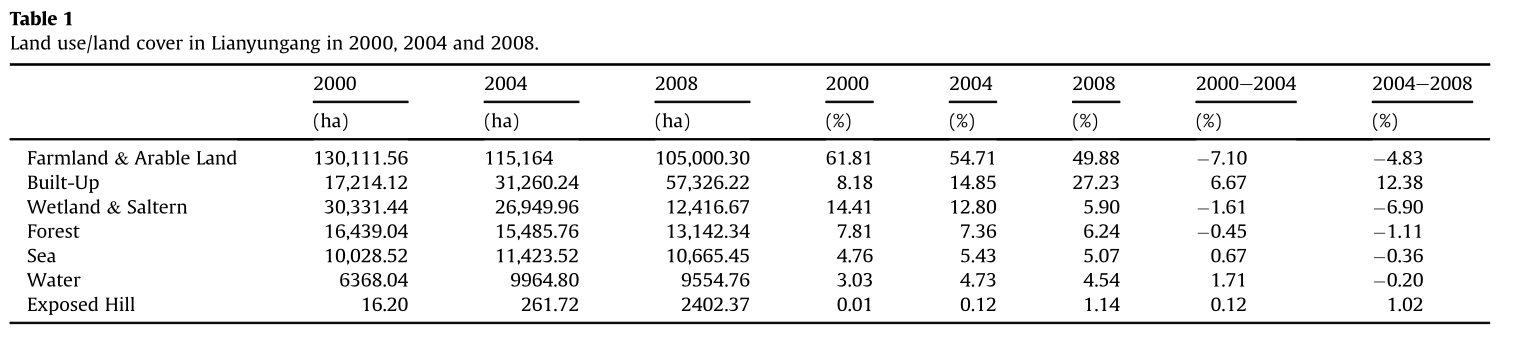 Table 1
Land use/land cover in Lianyungang in 2000, 2004 and 2008.
2000 2004 2008 2000 2004 2008 2000−2004 2004−2008
(ha) (ha) (ha) (%) (%) (%) (%) (%)
Farmland & Arable Land 130,111.56 115,164 105,000.30 61.81 54.71 49.88 −7.10 −4.83
Built-Up 17,214.12 31,260.24 57,326.22 8.18 14.85 27.23 6.67 12.38
Wetland & Saltern 30,331.44 26,949.96 12,416.67 14.41 12.80 5.90 −1.61 −6.90
Forest 16,439.04 15,485.76 13,142.34 7.81 7.36 6.24 −0.45 −1.11
Sea 10,028.52 11,423.52 10,665.45 4.76 5.43 5.07 0.67 −0.36
Water 6368.04 9964.80 9554.76 3.03 4.73 4.54 1.71 −0.20
Exposed Hill 16.20 261.72 2402.37 0.01 0.12 1.14 0.12 1.02